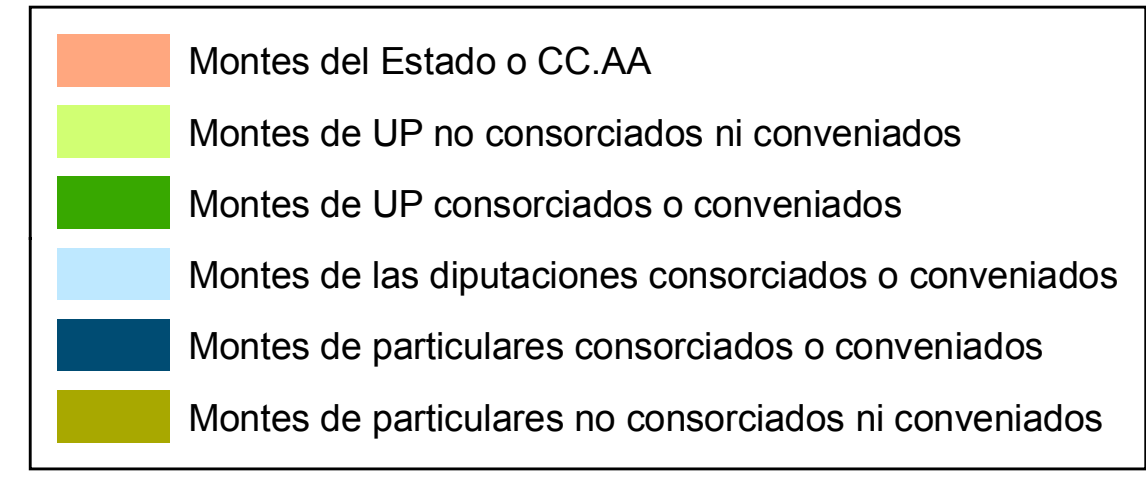 Montes del Estado o CC.AA
Montes de UP no consorciados ni conveniados
Montes de UP consorciados o conveniados
Montes de las diputaciones consorciados o conveniados
Montes de particulares consorciados o conveniados
Montes de particulares no consorciados ni conveniados